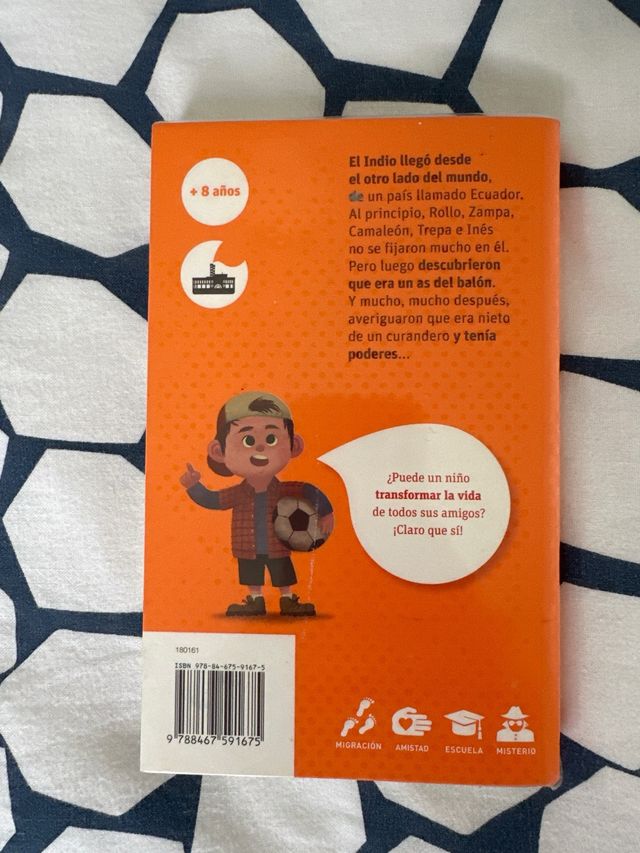 + 8 años
El Indio llegó desde
el otro lado del mundo,
de un país llamado Ecuador.
Al principio, Rollo, Zampa,
Camaleón, Trepa e Inés
no se fijaron mucho en él.
Pero luego descubrieron
que era un as del balón.
Y mucho, mucho después,
averiguaron que era nieto
de un curandero y tenía
poderes...
¿Puede un niño
transformar la vida
de todos sus amigos?
¡Claro que sí!
180161
ISBN 978-84-675-9167-5
9 788467 591675
MIGRACIÓN AMISTAD ESCUELA MISTERIO